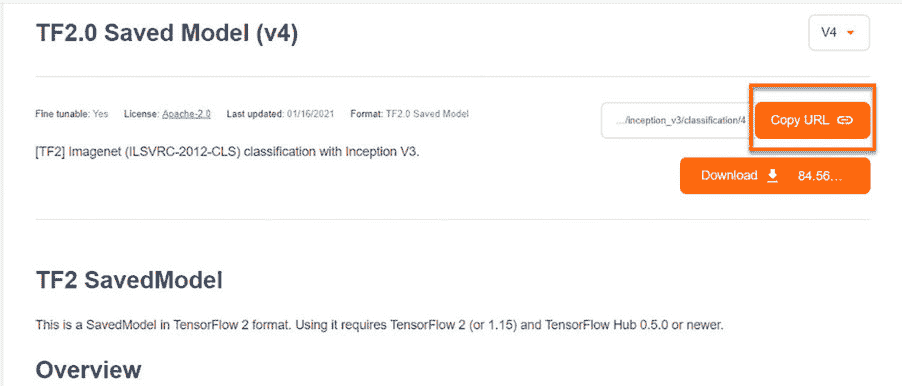 TF2.0 Saved Model (v4)
V4
Fine tunable: Yes License: Apache-2.0 Last updated: 01/16/2021 Format: TF2.0 Saved Model
.../inception_v3/classification/4
Copy URL
[TF2] Imagenet (ILSVRC-2012-CLS) classification with Inception V3.
Download 84.56...
TF2 SavedModel
This is a SavedModel in TensorFlow 2 format. Using it requires TensorFlow 2 (or 1.15) and TensorFlow Hub 0.5.0 or newer.
Overview